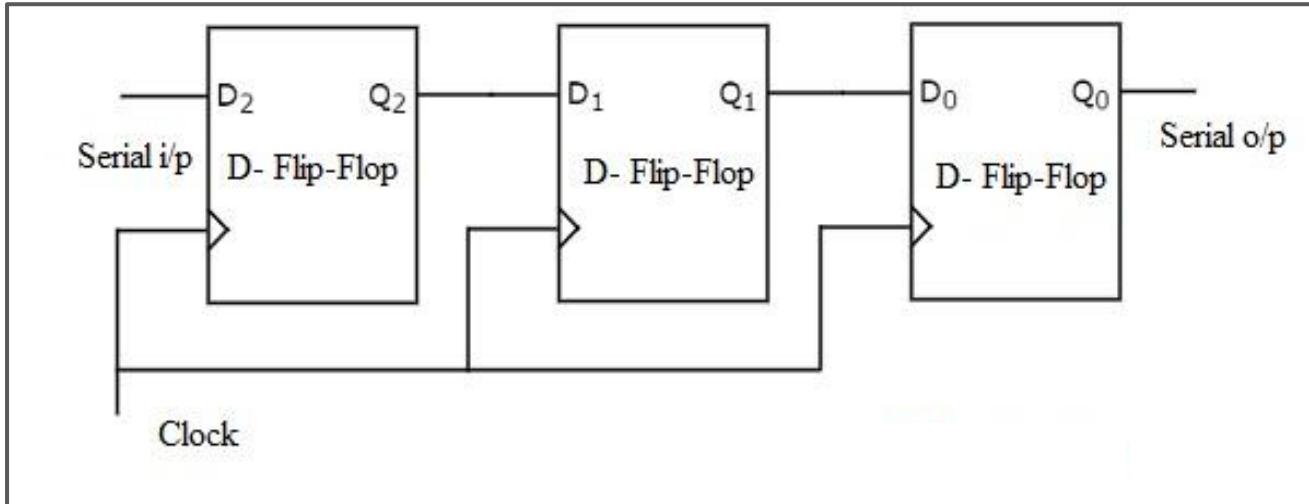 D₂ Q₂ D₁ Q₁ D₀ Q₀
Serial i/p D- Flip-Flop D- Flip-Flop D- Flip-Flop Serial o/p
Clock